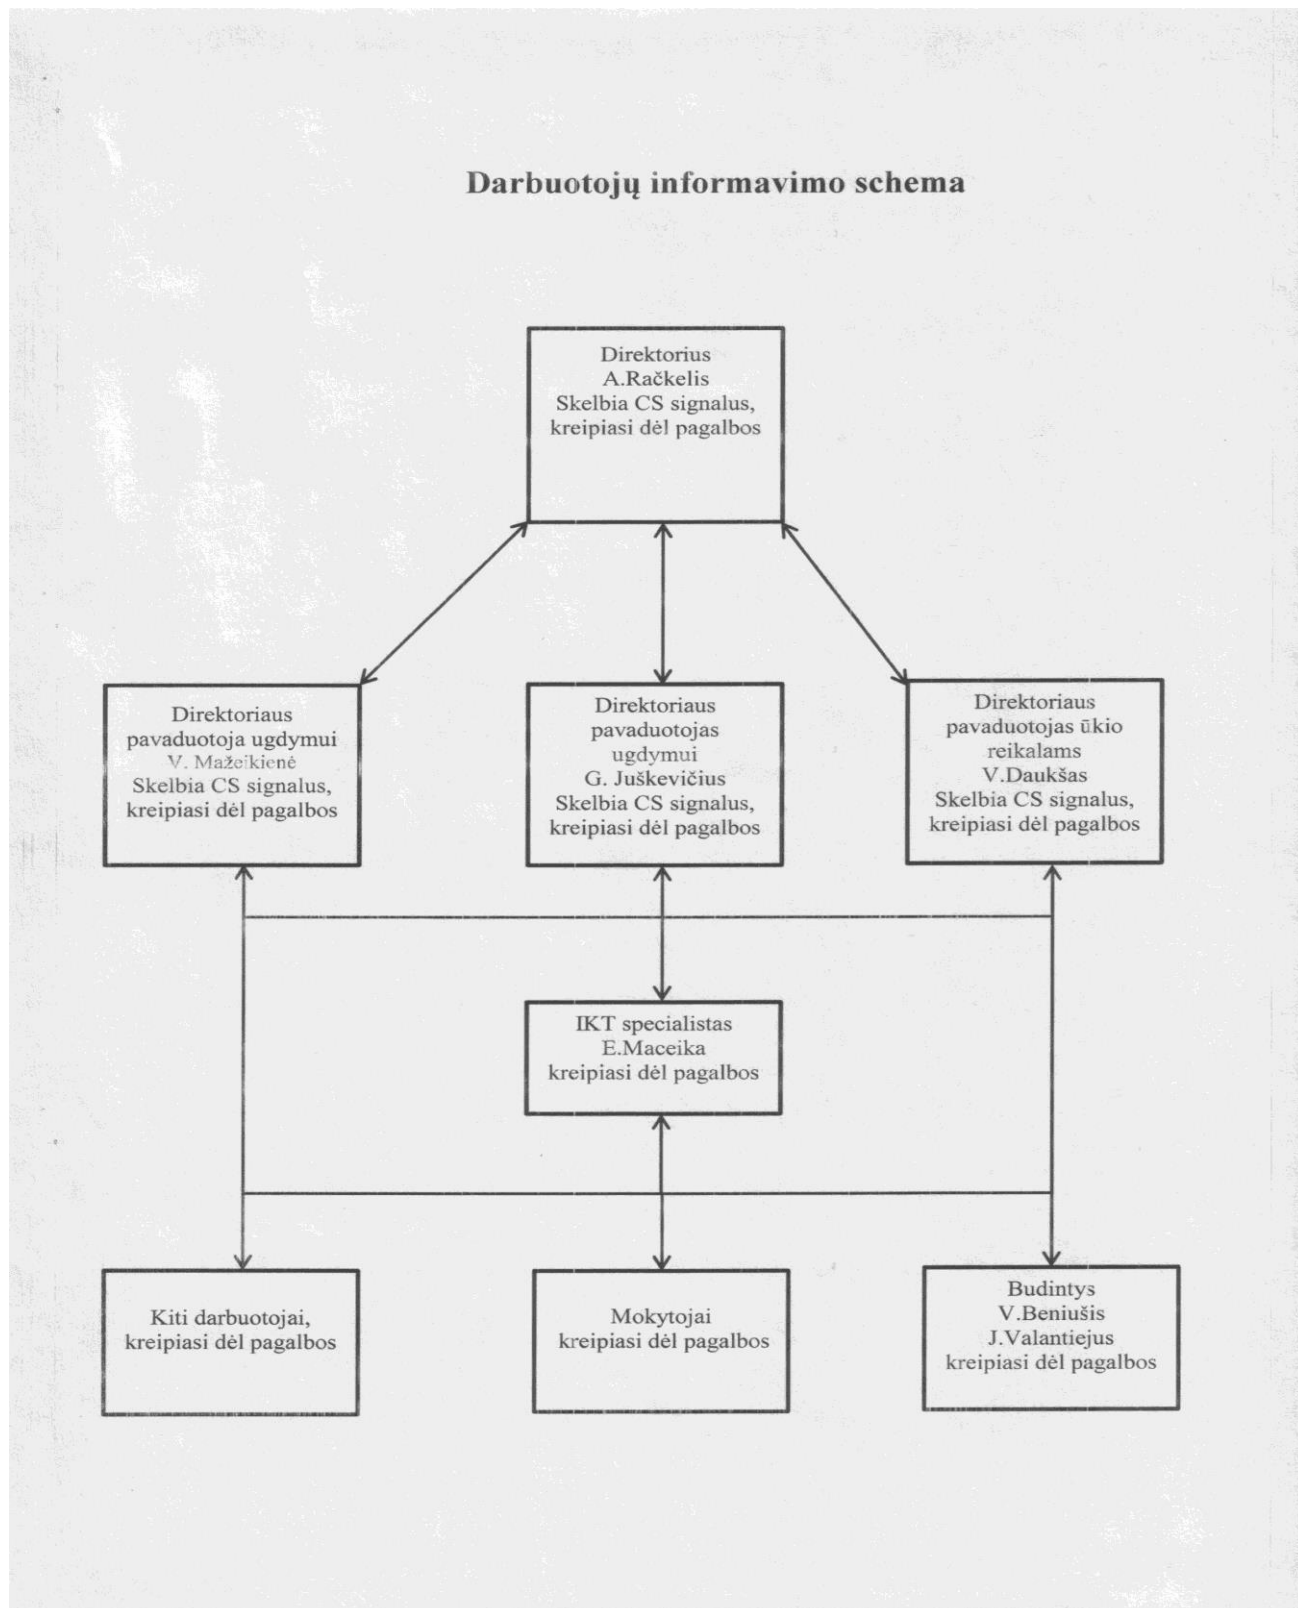 Darbuotojų informavimo schema
Direktorius
A.Račkelis
Skelbia CS signalus,
kreipiasi dėl pagalbos
Direktoriaus
pavaduotoja ugdymui
V. Mažeikienė
Skelbia CS signalus,
kreipiasi dėl pagalbos
Direktoriaus
pavaduotojas
ugdymui
G. Juškevičius
Skelbia CS signalus,
kreipiasi dėl pagalbos
Direktoriaus
pavaduotojas ūkio
reikalams
V.Daukšas
Skelbia CS signalus,
kreipiasi dėl pagalbos
IKT specialistas
E.Maceika
kreipiasi dėl pagalbos
Kiti darbuotojai,
kreipiasi dėl pagalbos
Mokytojai
kreipiasi dėl pagalbos
Budintys
V.Beniušis
J.Valantiejus
kreipiasi dėl pagalbos